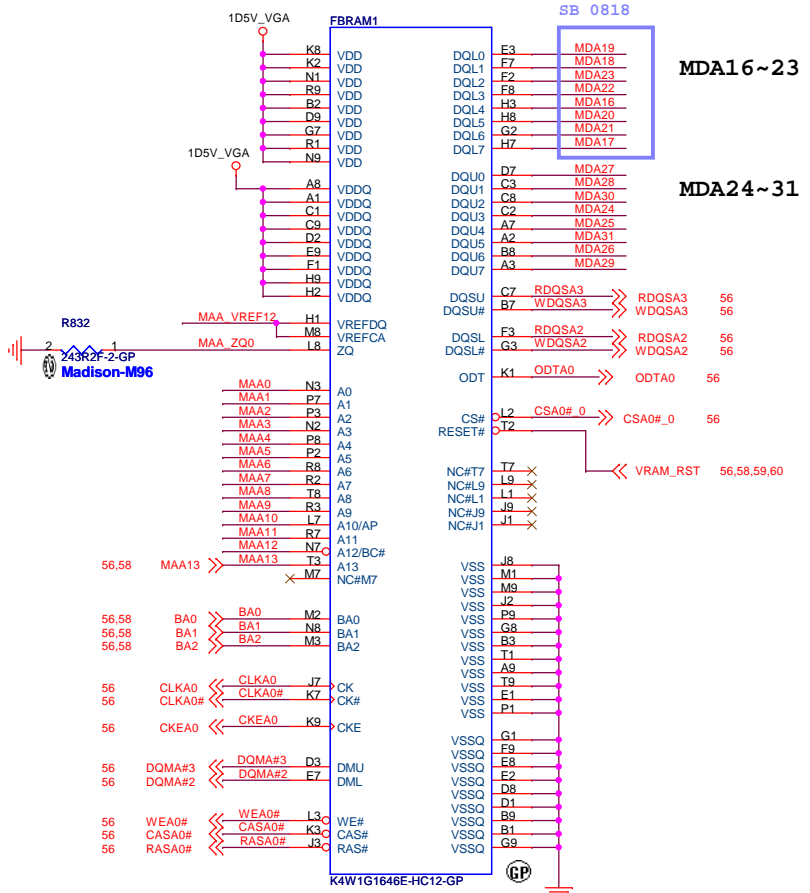 SB 0818
1D5V_VGA
FBRAM1
K8 VDD
K2 VDD
N1 VDD
R9 VDD
B2 VDD
D9 VDD
G7 VDD
R1 VDD
N9 VDD
1D5V_VGA
A8 VDDQ
A1 VDDQ
C1 VDDQ
C9 VDDQ
D2 VDDQ
E9 VDDQ
F1 VDDQ
H9 VDDQ
H2 VDDQ
MAA_VREF12 H1 VREFDQ
M8 VREFCA
R832
2 1 MAA_ZQ0 L8 ZQ
243R2F-2-GP
Madison-M96
MAA0 N3 A0
MAA1 P7 A1
MAA2 P3 A2
MAA3 N2 A3
MAA4 P8 A4
MAA5 P2 A5
MAA6 R8 A6
MAA7 R2 A7
MAA8 T8 A8
MAA9 R3 A9
MAA10 L7 A10/AP
MAA11 R7 A11
MAA12 N7 A12/BC#
56,58 MAA13 MAA13 T3 A13
M7 NC#M7
56,58 BA0 BA0 M2 BA0
56,58 BA1 BA1 N8 BA1
56,58 BA2 BA2 M3 BA2
56 CLKA0 CLKA0 J7 CK
56 CLKA0# CLKA0# K7 CK#
56 CKEA0 CKEA0 K9 CKE
56 DQMA#3 DQMA#3 D3 DMU
56 DQMA#2 DQMA#2 E7 DML
56 WEA0# WEA0# L3 WE#
56 CASA0# CASA0# K3 CAS#
56 RASA0# RASA0# J3 RAS#
DQL0 E3 MDA19
DQL1 F7 MDA18
DQL2 F2 MDA23
DQL3 F8 MDA22
DQL4 H3 MDA16
DQL5 H8 MDA20
DQL6 G2 MDA21
DQL7 H7 MDA17
MDA16~23
DQU0 D7 MDA27
DQU1 C3 MDA28
DQU2 C8 MDA30
DQU3 C2 MDA24
DQU4 A7 MDA25
DQU5 A2 MDA31
DQU6 B8 MDA26
DQU7 A3 MDA29
MDA24~31
DQSU C7 RDQSA3 RDQSA3 56
DQSU# B7 WDQSA3 WDQSA3 56
DQSL F3 RDQSA2 RDQSA2 56
DQSL# G3 WDQSA2 WDQSA2 56
ODT K1 ODTA0 ODTA0 56
CS# L2 CSA0#_0 CSA0#_0 56
RESET# T2
VRAM_RST 56,58,59,60
NC#T7 T7
NC#L9 L9
NC#L1 L1
NC#J9 J9
NC#J1 J1
VSS J8
VSS M1
VSS M9
VSS J2
VSS P9
VSS G8
VSS B3
VSS T1
VSS A9
VSS T9
VSS E1
VSS P1
VSSQ G1
VSSQ F9
VSSQ E8
VSSQ E2
VSSQ D8
VSSQ D1
VSSQ B9
VSSQ B1
VSSQ G9
K4W1G1646E-HC12-GP
GP